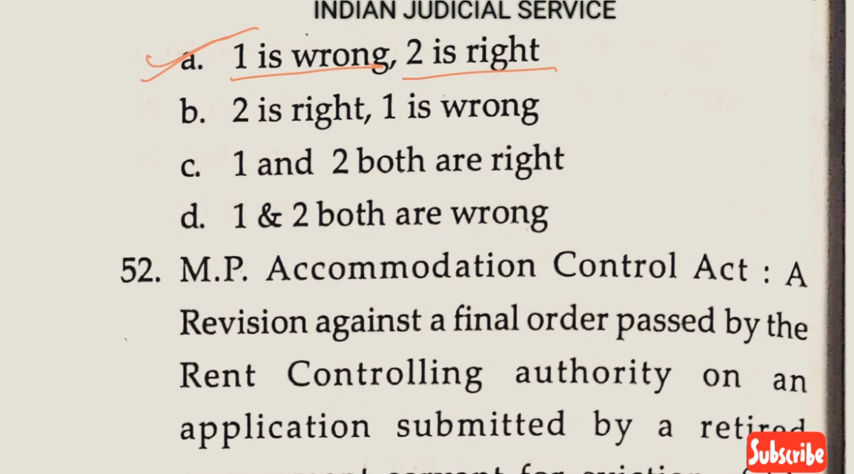 INDIAN JUDICIAL SERVICE
a. 1 is wrong, 2 is right
b. 2 is right, 1 is wrong
c. 1 and 2 both are right
d. 1 & 2 both are wrong
52. M.P. Accommodation Control Act : A
Revision against a final order passed by the
Rent Controlling authority on an
application submitted by a retired
Subscribe